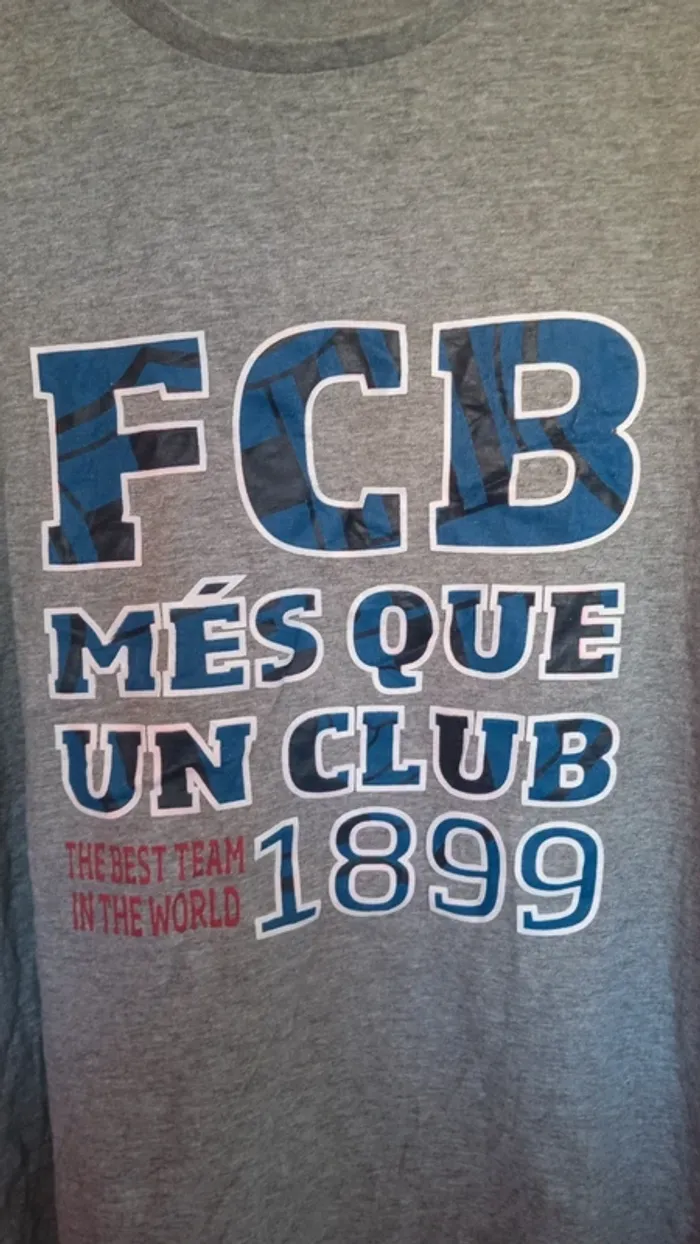 FCB
MÉS QUE
UN CLUB
THE BEST TEAM
IN THE WORLD
1899